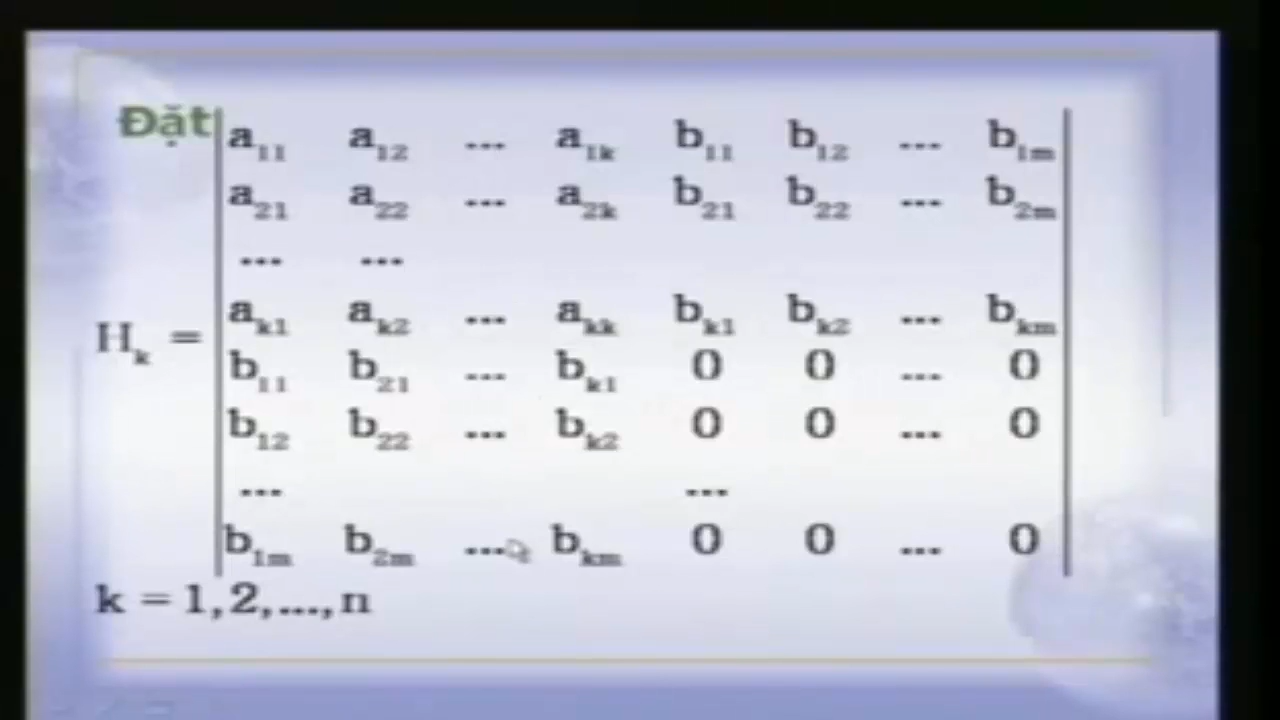 Đặt
a₁₁ a₁₂ ... a₁ₖ b₁₁ b₁₂ ... b₁ₘ
a₂₁ a₂₂ ... a₂ₖ b₂₁ b₂₂ ... b₂ₘ
... ...
aₖ₁ aₖ₂ ... aₖₖ bₖ₁ bₖ₂ ... bₖₘ
Hₖ =
b₁₁ b₂₁ ... bₖ₁ 0 0 ... 0
b₁₂ b₂₂ ... bₖ₂ 0 0 ... 0
... ...
b₁ₘ b₂ₘ ... bₖₘ 0 0 ... 0
k = 1,2,...,n